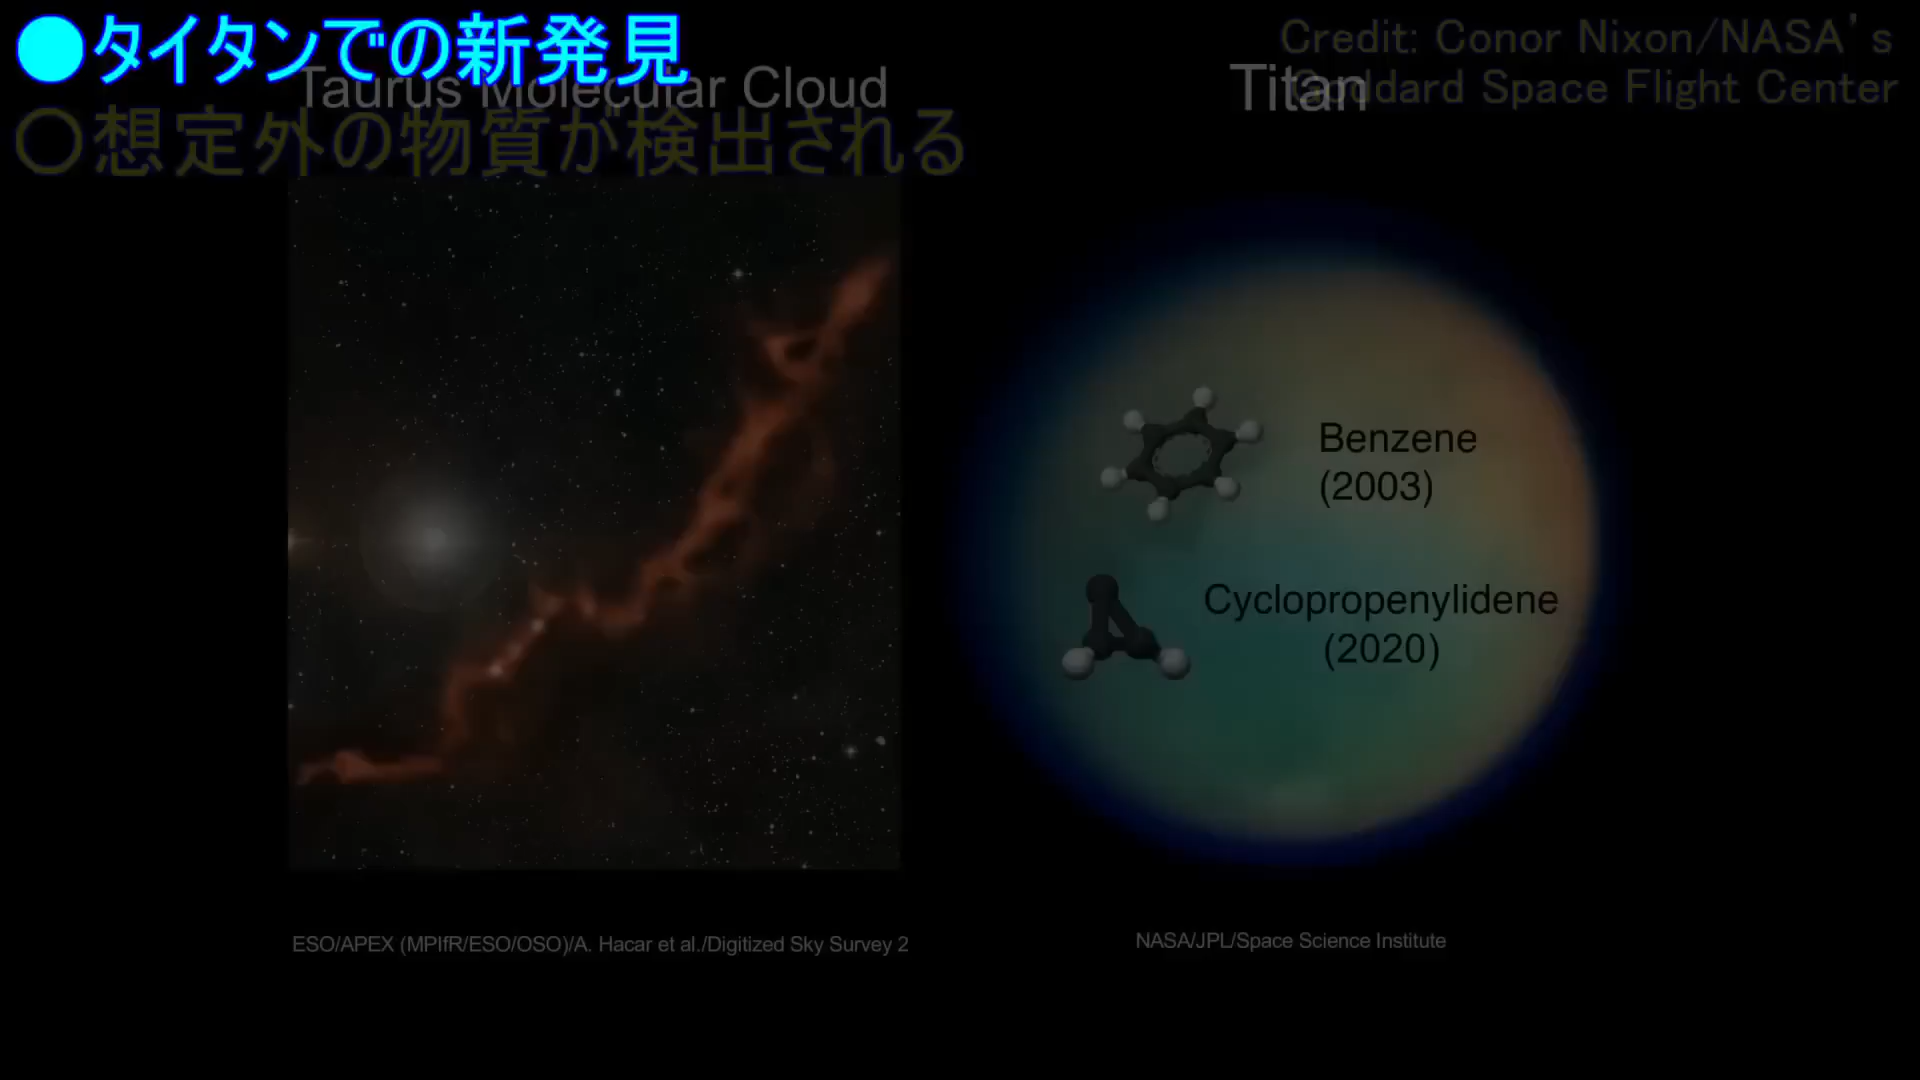 ●タイタンでの新発見
〇想定外の物質が検出される
Credit: Conor Nixon/NASA's
Goddard Space Flight Center
Taurus Molecular Cloud
Titan
Benzene
(2003)
Cyclopropenylidene
(2020)
ESO/APEX (MPIfR/ESO/OSO)/A. Hacar et al./Digitized Sky Survey 2
NASA/JPL/Space Science Institute